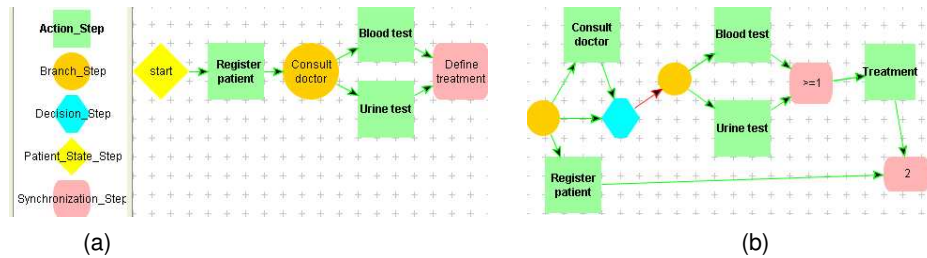 Action_Step
Branch_Step
Decision_Step
Patient_State_Step
Synchronization_Step
start
Register
patient
Consult
doctor
Blood test
Urine test
Define
treatment
(a)
Consult
doctor
Register
patient
Blood test
Urine test
>=1
Treatment
2
(b)